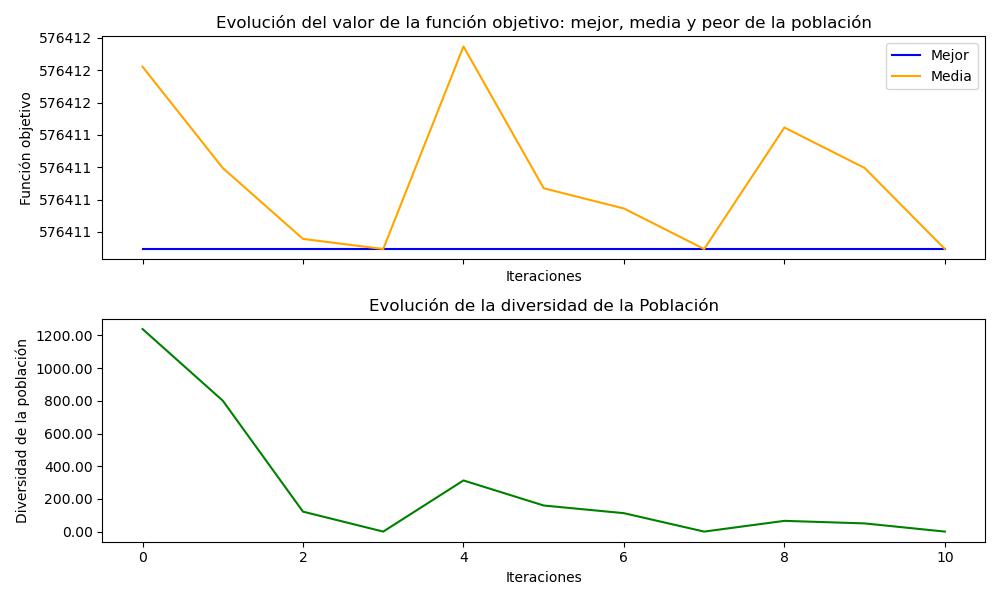 Evolución del valor de la función objetivo: mejor, media y peor de la población
576412
576412
576412
576411
576411
576411
576411
Función objetivo
Mejor
Media
Iteraciones
Evolución de la diversidad de la Población
1200.00
1000.00
800.00
600.00
400.00
200.00
0.00
Diversidad de la población
0 2 4 6 8 10
Iteraciones